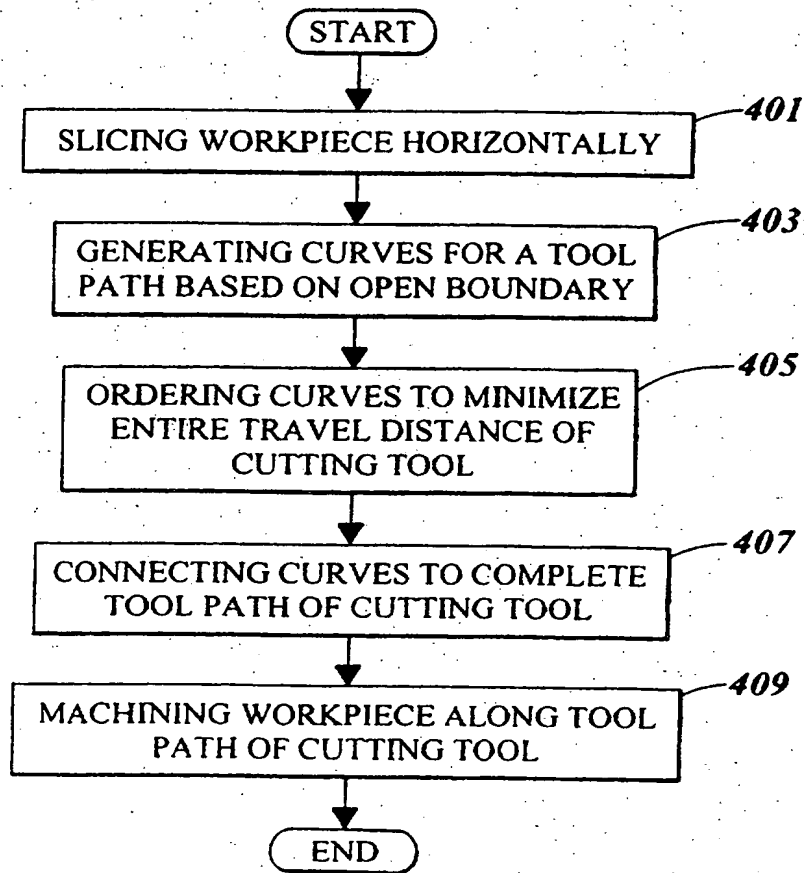 START
401
SLICING WORKPIECE HORIZONTALLY
403
GENERATING CURVES FOR A TOOL
PATH BASED ON OPEN BOUNDARY
405
ORDERING CURVES TO MINIMIZE
ENTIRE TRAVEL DISTANCE OF
CUTTING TOOL
407
CONNECTING CURVES TO COMPLETE
TOOL PATH OF CUTTING TOOL
409
MACHINING WORKPIECE ALONG TOOL
PATH OF CUTTING TOOL
END